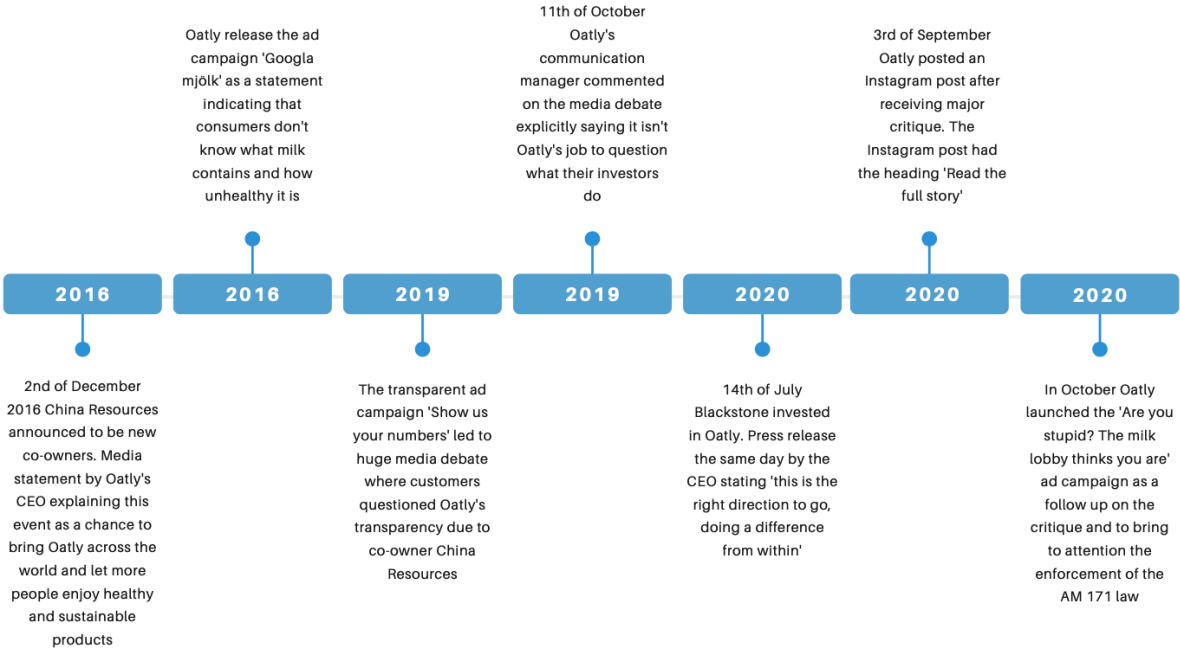 Oatly release the ad
campaign 'Googla
mjölk' as a statement
indicating that
consumers don't
know what milk
contains and how
unhealthy it is
11th of October
Oatly's
communication
manager commented
on the media debate
explicitly saying it isn't
Oatly's job to question
what their investors
do
3rd of September
Oatly posted an
Instagram post after
receiving major
critique. The
Instagram post had
the heading 'Read the
full story'
2016
2016
2019
2019
2020
2020
2020
2nd of December
2016 China Resources
announced to be new
co-owners. Media
statement by Oatly's
CEO explaining this
event as a chance to
bring Oatly across the
world and let more
people enjoy healthy
and sustainable
products
The transparent ad
campaign 'Show us
your numbers' led to
huge media debate
where customers
questioned Oatly's
transparency due to
co-owner China
Resources
14th of July
Blackstone invested
in Oatly. Press release
the same day by the
CEO stating 'this is the
right direction to go,
doing a difference
from within'
In October Oatly
launched the 'Are you
stupid? The milk
lobby thinks you are'
ad campaign as a
follow up on the
critique and to bring
to attention the
enforcement of the
AM 171 law